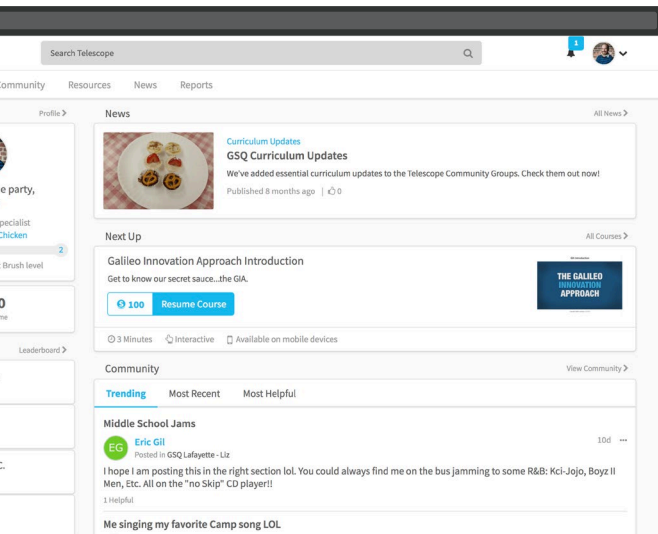 Search Telescope
1
Community Resources News Reports
Profile
e party,
pecialist
Chicken
2
Brush level
0
me
Leaderboard
News
All News
Curriculum Updates
GSQ Curriculum Updates
We've added essential curriculum updates to the Telescope Community Groups. Check them out now!
Published 8 months ago | 0
Next Up
All Courses
Galileo Innovation Approach Introduction
Get to know our secret sauce...the GIA.
100 Resume Course
THE GALILEO
INNOVATION
APPROACH
3 Minutes Interactive Available on mobile devices
Community
View Community
Trending Most Recent Most Helpful
Middle School Jams
EG
Eric Gil
10d ...
Posted in GSQ Lafayette - Liz
I hope I am posting this in the right section lol. You could always find me on the bus jamming to some R&B: Kci-Jojo, Boyz II
Men, Etc. All on the "no Skip" CD player!!
1 Helpful
Me singing my favorite Camp song LOL